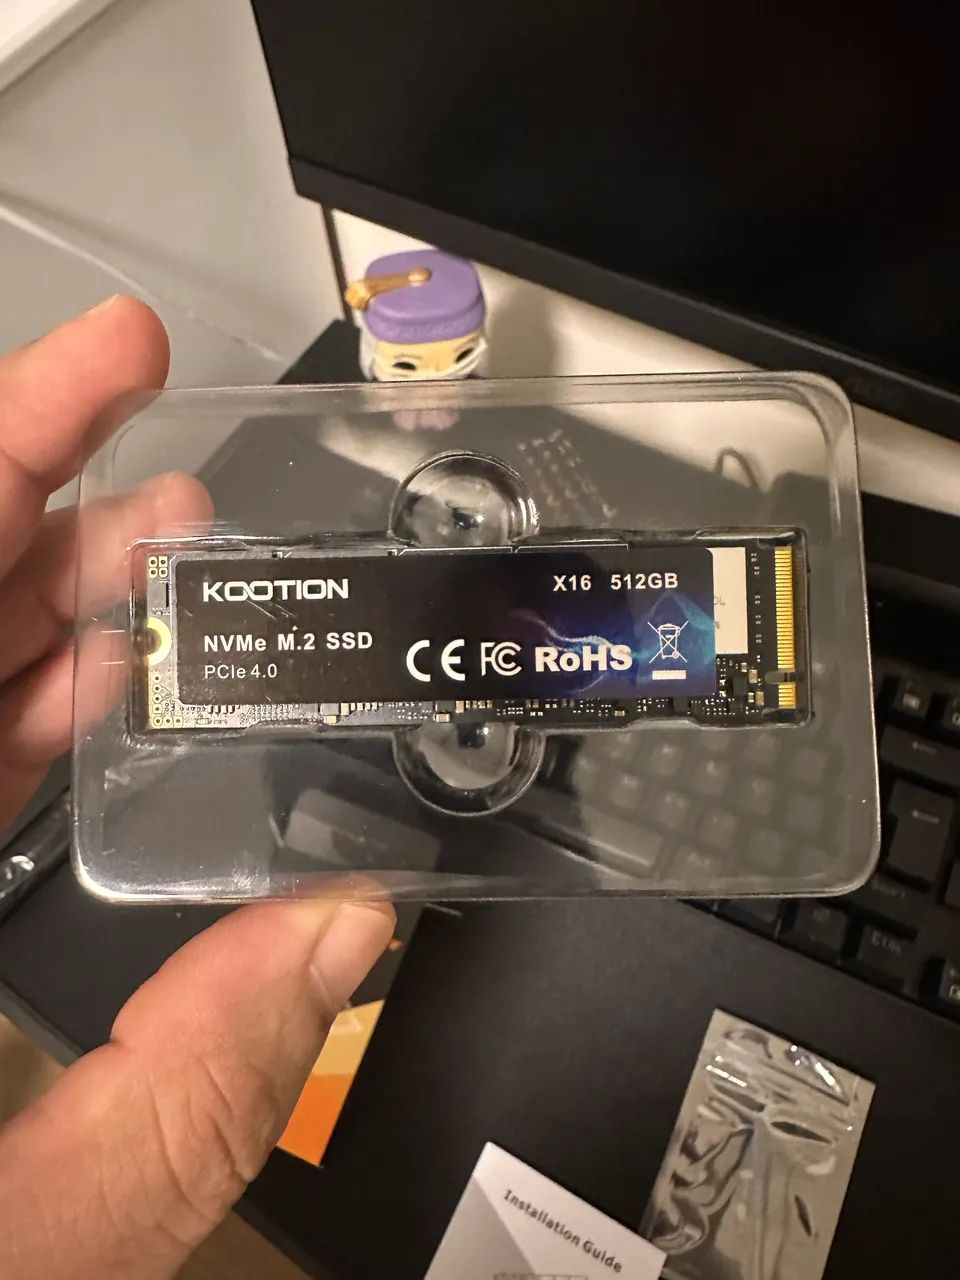 KOOTION
X16 512GB
NVMe M.2 SSD
PCIe 4.0
CE FC RoHS
Installation Guide